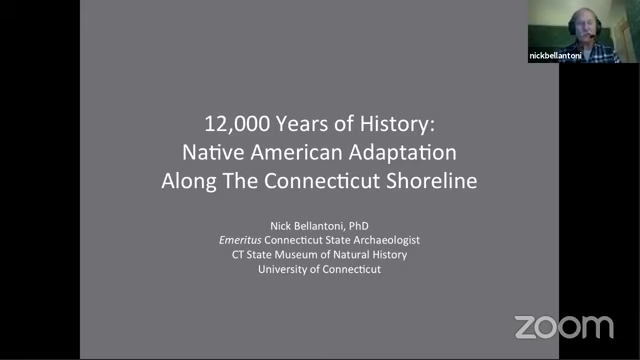 nickbellantoni
12,000 Years of History:
Native American Adaptation
Along The Connecticut Shoreline
Nick Bellantoni, PhD
Emeritus Connecticut State Archaeologist
CT State Museum of Natural History
University of Connecticut
zoom